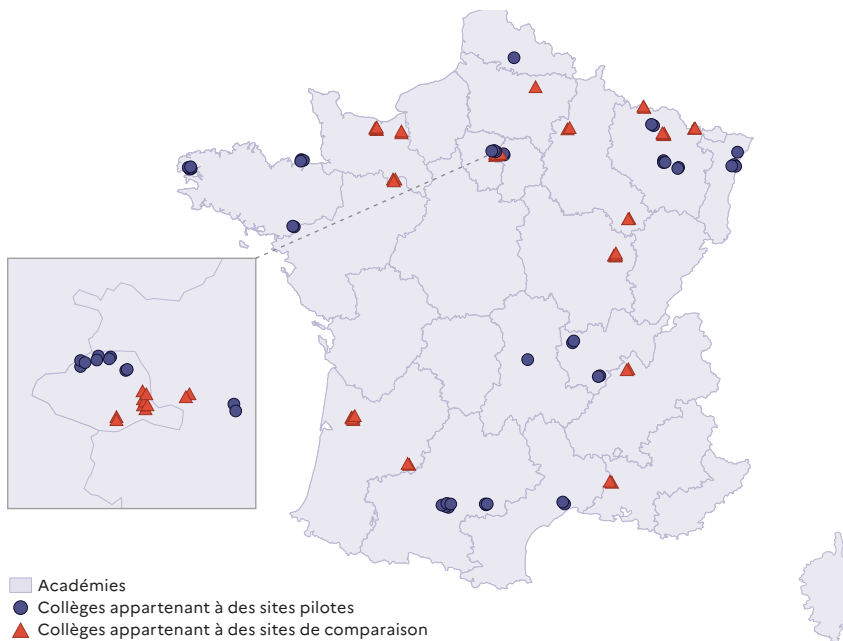 Académies
Collèges appartenant à des sites pilotes
Collèges appartenant à des sites de comparaison